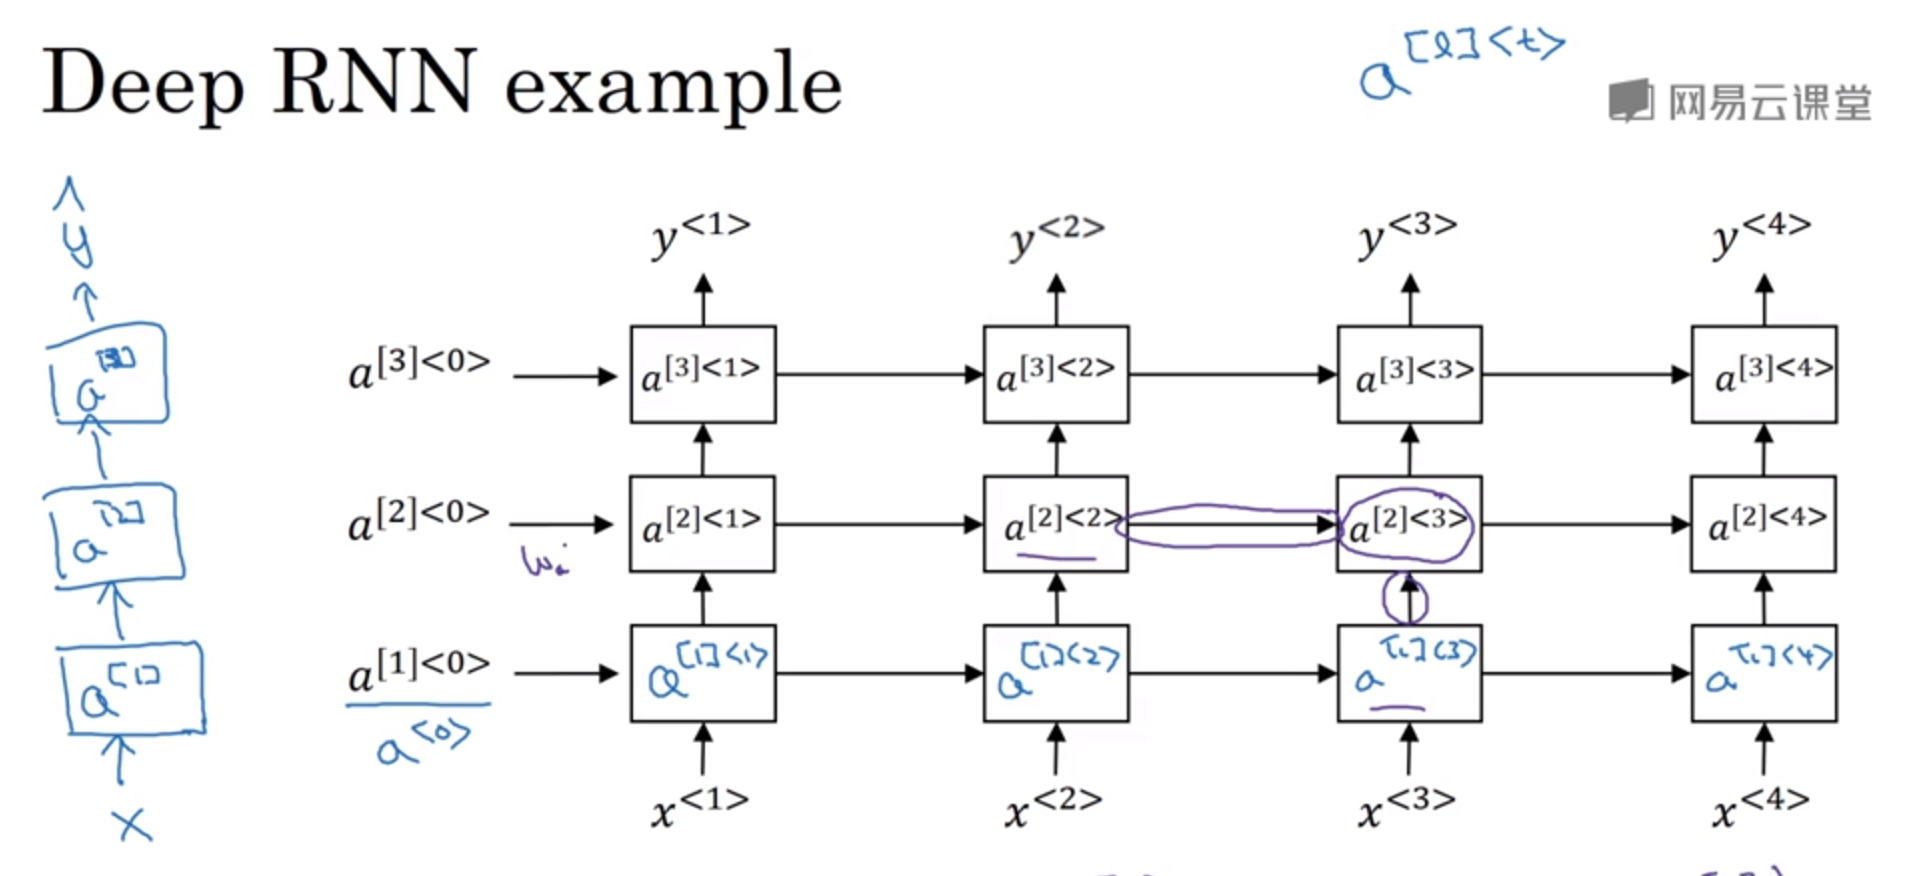 Deep RNN example
a^[l]<t>
网易云课堂
ŷ
y^<1> y^<2> y^<3> y^<4>
a^[3] a^[3]<0> a^[3]<1> a^[3]<2> a^[3]<3> a^[3]<4>
a^[2] a^[2]<0> a^[2]<1> a^[2]<2> a^[2]<3> a^[2]<4>
a^[1] a^[1]<0> a^[1]<1> a^[1]<2> a^[1]<3> a^[1]<4>
a^<0>
x x^<1> x^<2> x^<3> x^<4>